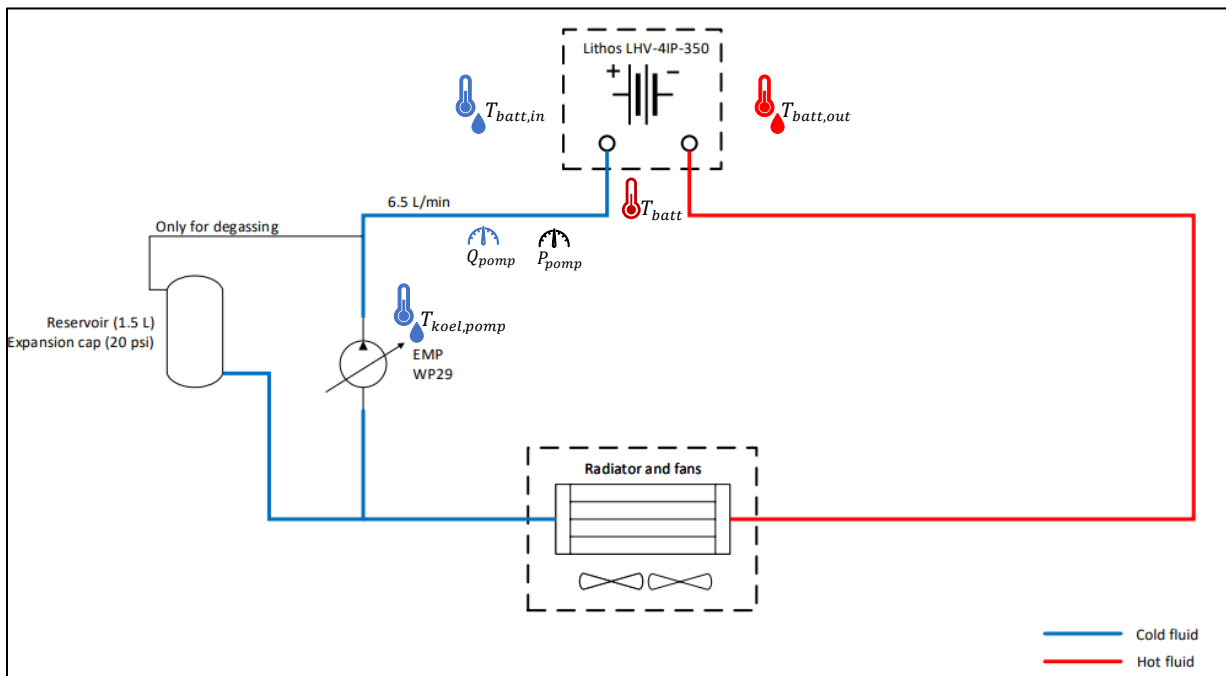 Lithos LHV-4IP-350
+ −
T_batt,in
T_batt,out
6.5 L/min
T_batt
Only for degassing
Q_pomp
P_pomp
Reservoir (1.5 L)
Expansion cap (20 psi)
T_koel,pomp
EMP
WP29
Radiator and fans
Cold fluid
Hot fluid